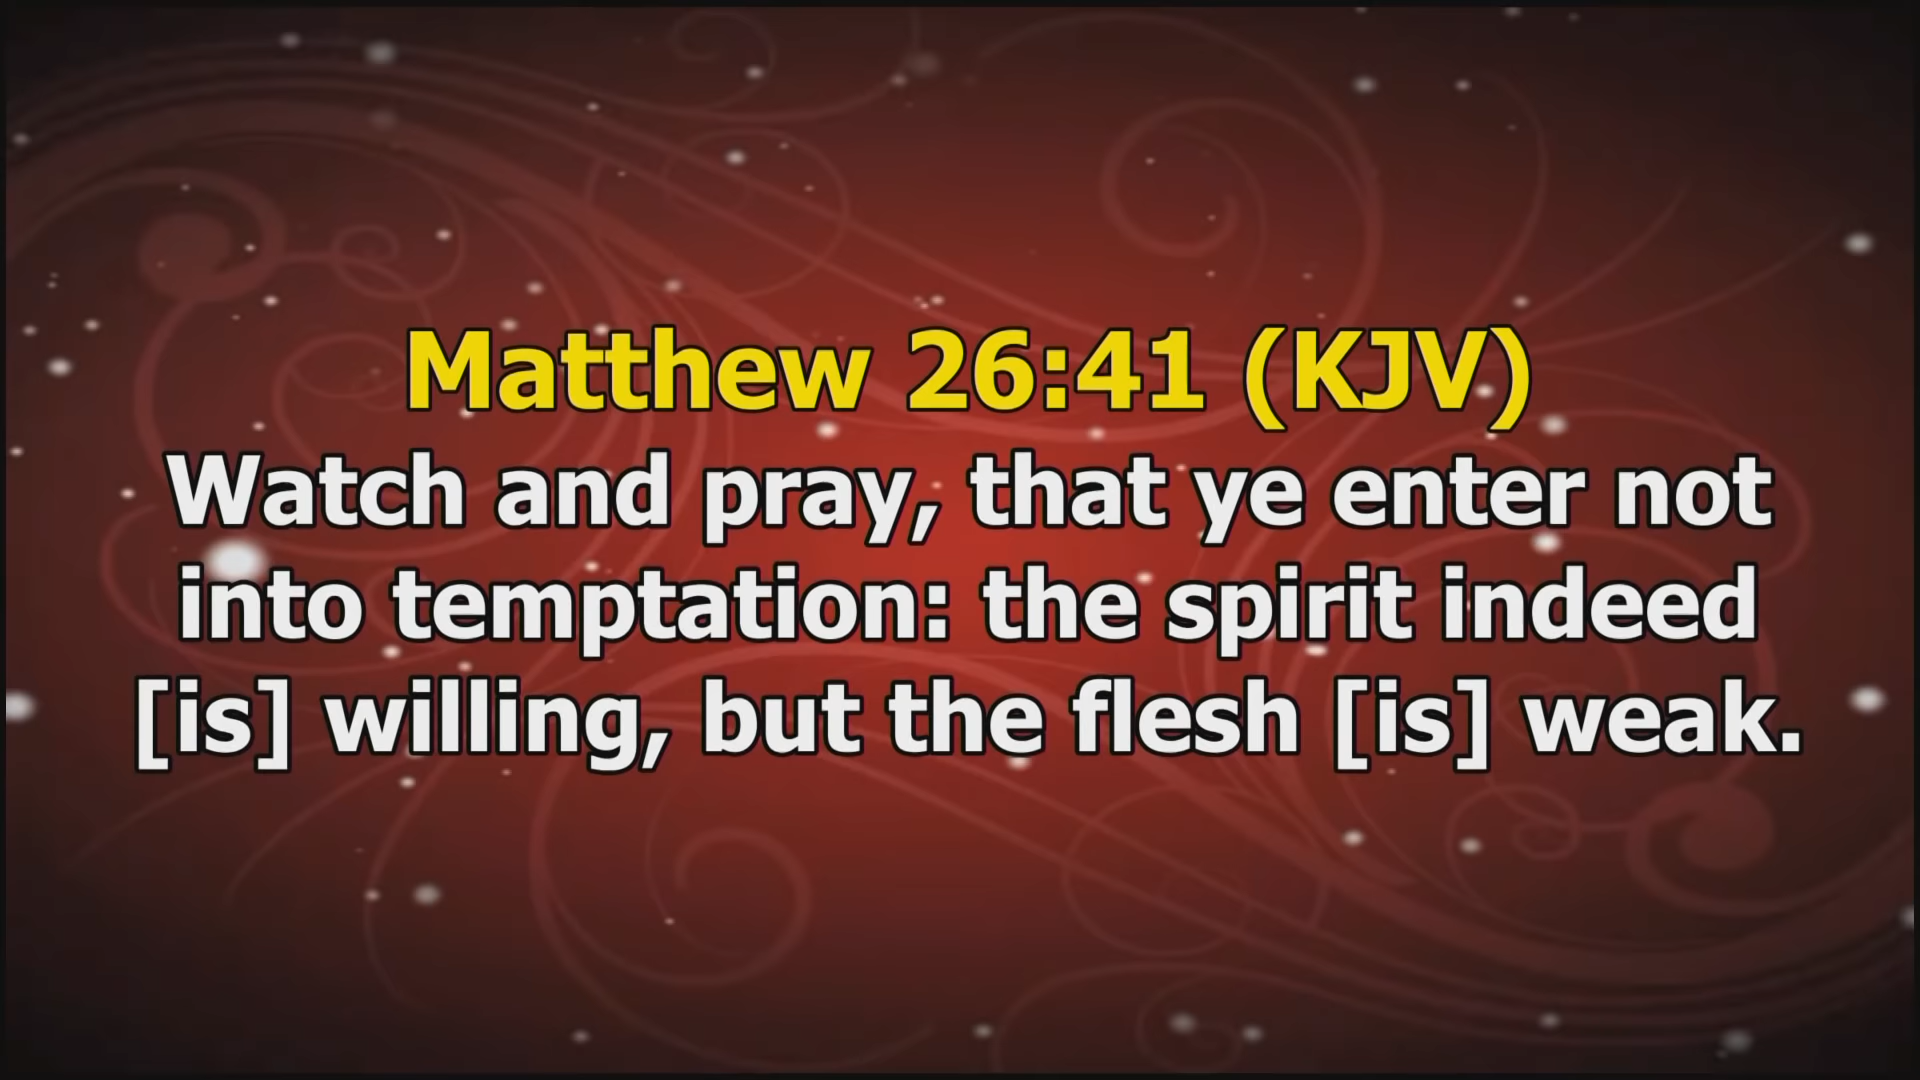 Matthew 26:41 (KJV)
Watch and pray, that ye enter not
into temptation: the spirit indeed
[is] willing, but the flesh [is] weak.